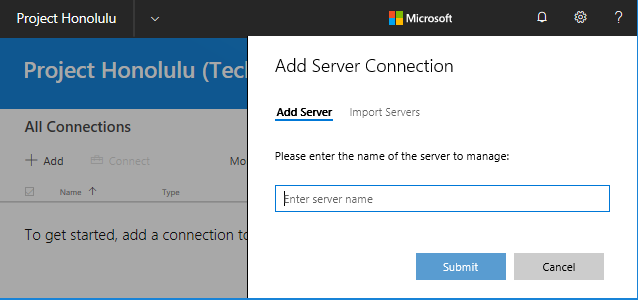 Project Honolulu
Microsoft
?
Project Honolulu (Tec
Add Server Connection
All Connections
Add Server Import Servers
+ Add Connect Mo
Please enter the name of the server to manage:
Name ↑ Type
Enter server name
To get started, add a connection to
Submit Cancel